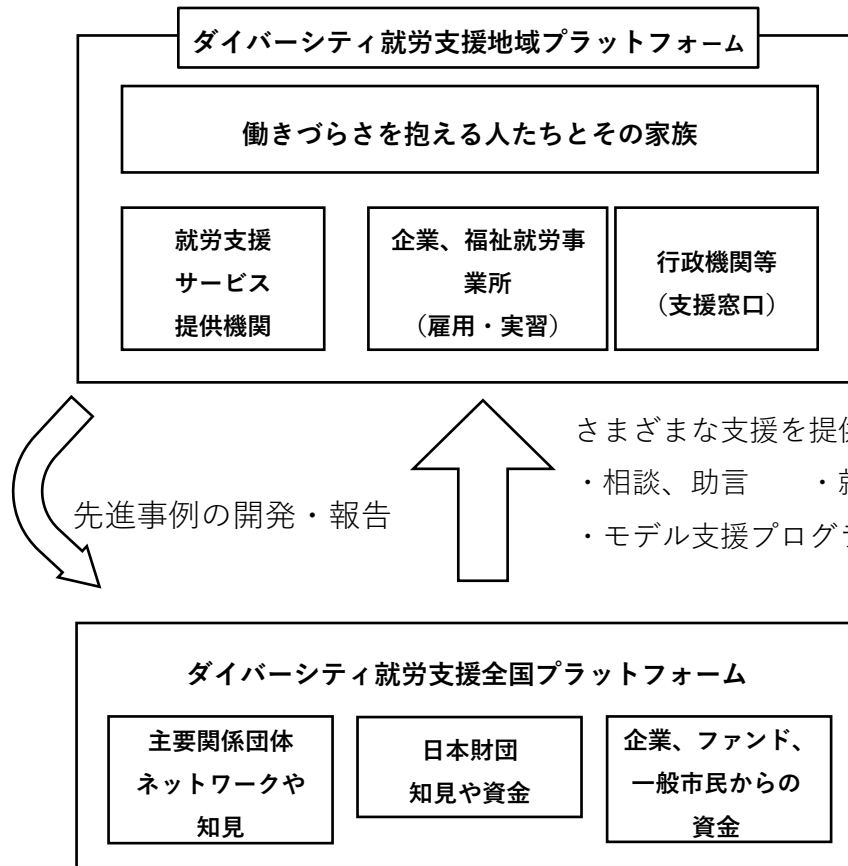 ダイバーシティ就労支援地域プラットフォーム
働きづらさを抱える人たちとその家族
就労支援
サービス
提供機関
企業、福祉就労事
業所
（雇用・実習）
行政機関等
（支援窓口）
さまざまな支援を提
・相談、助言　　・
・モデル支援プログ
先進事例の開発・報告
ダイバーシティ就労支援全国プラットフォーム
主要関係団体
ネットワークや
知見
日本財団
知見や資金
企業、ファンド、
一般市民からの
資金